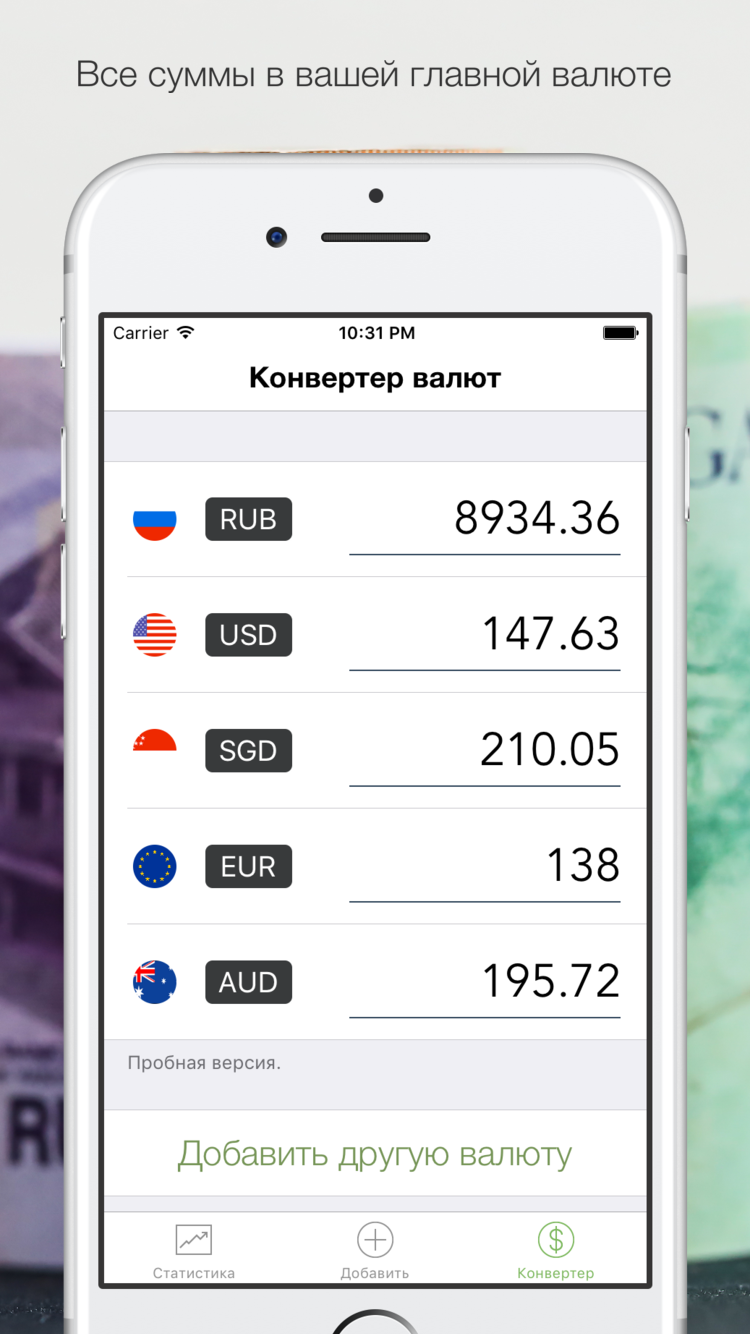 Все суммы в вашей главной валюте
Carrier 10:31 PM
Конвертер валют
RUB 8934.36
USD 147.63
SGD 210.05
EUR 138
AUD 195.72
Пробная версия.
Добавить другую валюту
Статистика Добавить Конвертер